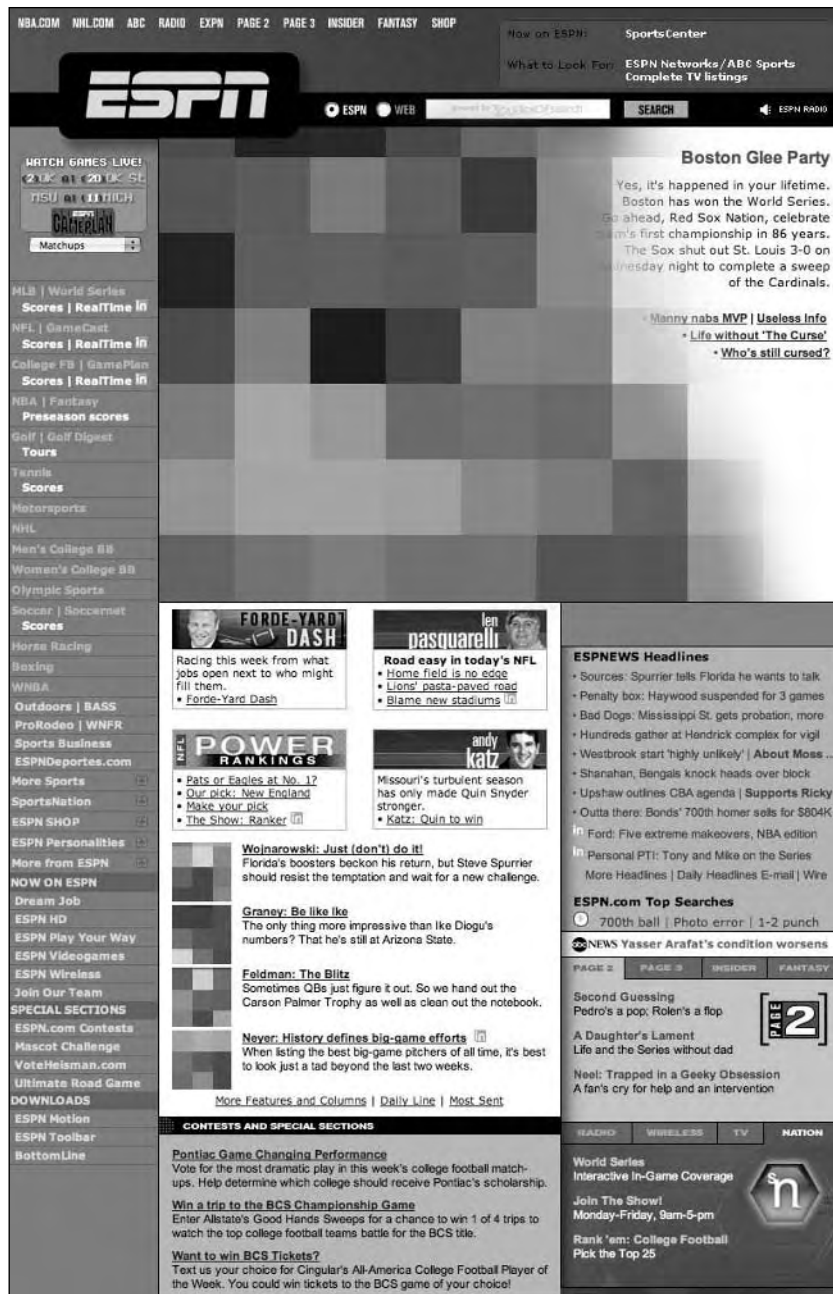 NBA.COM NHL.COM ABC RADIO EXPN PAGE 2 PAGE 3 INSIDER FANTASY SHOP
Now on ESPN: SportsCenter
What to Look For: ESPN Networks/ABC Sports
Complete TV listings
ESPN
ESPN WEB SEARCH ESPN RADIO
WATCH GAMES LIVE!
(2)OK at (20)OK St.
MSU at (11)MICH
ESPN
GAMEPLAN
Matchups
Boston Glee Party
Yes, it's happened in your lifetime.
Boston has won the World Series.
Go ahead, Red Sox Nation, celebrate
first championship in 86 years.
The Sox shut out St. Louis 3-0 on
night to complete a sweep
of the Cardinals.
• Manny nabs MVP | Useless Info
• Life without 'The Curse'
• Who's still cursed?
MLB | World Series
Scores | RealTime in
NFL | GameCast
Scores | RealTime in
College FB | GamePlan
Scores | RealTime in
NBA | Fantasy
Preseason scores
Golf | Golf Digest
Tours
Tennis
Scores
Motorsports
NHL
Men's College BB
Women's College BB
Olympic Sports
Soccer | Soccernet
Scores
Horse Racing
Boxing
WNBA
Outdoors | BASS
ProRodeo | WNFR
Sports Business
ESPNDeportes.com
More Sports
SportsNation
ESPN SHOP
ESPN Personalities
More from ESPN
NOW ON ESPN
Dream Job
ESPN HD
ESPN Play Your Way
ESPN Videogames
ESPN Wireless
Join Our Team
SPECIAL SECTIONS
ESPN.com Contests
Mascot Challenge
VoteHeisman.com
Ultimate Road Game
DOWNLOADS
ESPN Motion
ESPN Toolbar
BottomLine
FORDE-YARD
DASH
Racing this week from what
jobs open next to who might
fill them.
• Forde-Yard Dash
len
pasquarelli
Road easy in today's NFL
• Home field is no edge
• Lions' pasta-paved road
• Blame new stadiums in
NFL POWER
RANKINGS
• Pats or Eagles at No. 1?
• Our pick: New England
• Make your pick
• The Show: Ranker in
andy
katz
Missouri's turbulent season
has only made Quin Snyder
stronger.
• Katz: Quin to win
Wojnarowski: Just (don't) do it!
Florida's boosters beckon his return, but Steve Spurrier
should resist the temptation and wait for a new challenge.
Graney: Be like Ike
The only thing more impressive than Ike Diogu's
numbers? That he's still at Arizona State.
Feldman: The Blitz
Sometimes QBs just figure it out. So we hand out the
Carson Palmer Trophy as well as clean out the notebook.
Neyer: History defines big-game efforts in
When listing the best big-game pitchers of all time, it's best
to look just a tad beyond the last two weeks.
More Features and Columns | Daily Line | Most Sent
CONTESTS AND SPECIAL SECTIONS
Pontiac Game Changing Performance
Vote for the most dramatic play in this week's college football match-
ups. Help determine which college should receive Pontiac's scholarship.
Win a trip to the BCS Championship Game
Enter Allstate's Good Hands Sweeps for a chance to win 1 of 4 trips to
watch the top college football teams battle for the BCS title.
Want to win BCS Tickets?
Text us your choice for Cingular's All-America College Football Player of
the Week. You could win tickets to the BCS game of your choice!
ESPNEWS Headlines
• Sources: Spurrier tells Florida he wants to talk
• Penalty box: Haywood suspended for 3 games
• Bad Dogs: Mississippi St. gets probation, more
• Hundreds gather at Hendrick complex for vigil
• Westbrook start 'highly unlikely' | About Moss ...
• Shanahan, Bengals knock heads over block
• Upshaw outlines CBA agenda | Supports Ricky
• Outta there: Bonds' 700th homer sells for $804K
in Ford: Five extreme makeovers, NBA edition
in Personal PTI: Tony and Mike on the Series
More Headlines | Daily Headlines E-mail | Wire
ESPN.com Top Searches
700th ball | Photo error | 1-2 punch
abc NEWS Yasser Arafat's condition worsens
PAGE 2 PAGE 3 INSIDER FANTASY
Second Guessing
Pedro's a pop; Rolen's a flop
A Daughter's Lament
Life and the Series without dad
Neel: Trapped in a Geeky Obsession
A fan's cry for help and an intervention
PAGE 2
RADIO WIRELESS TV NATION
World Series
Interactive In-Game Coverage
Join The Show!
Monday-Friday, 9am-5-pm
Rank 'em: College Football
Pick the Top 25
sn